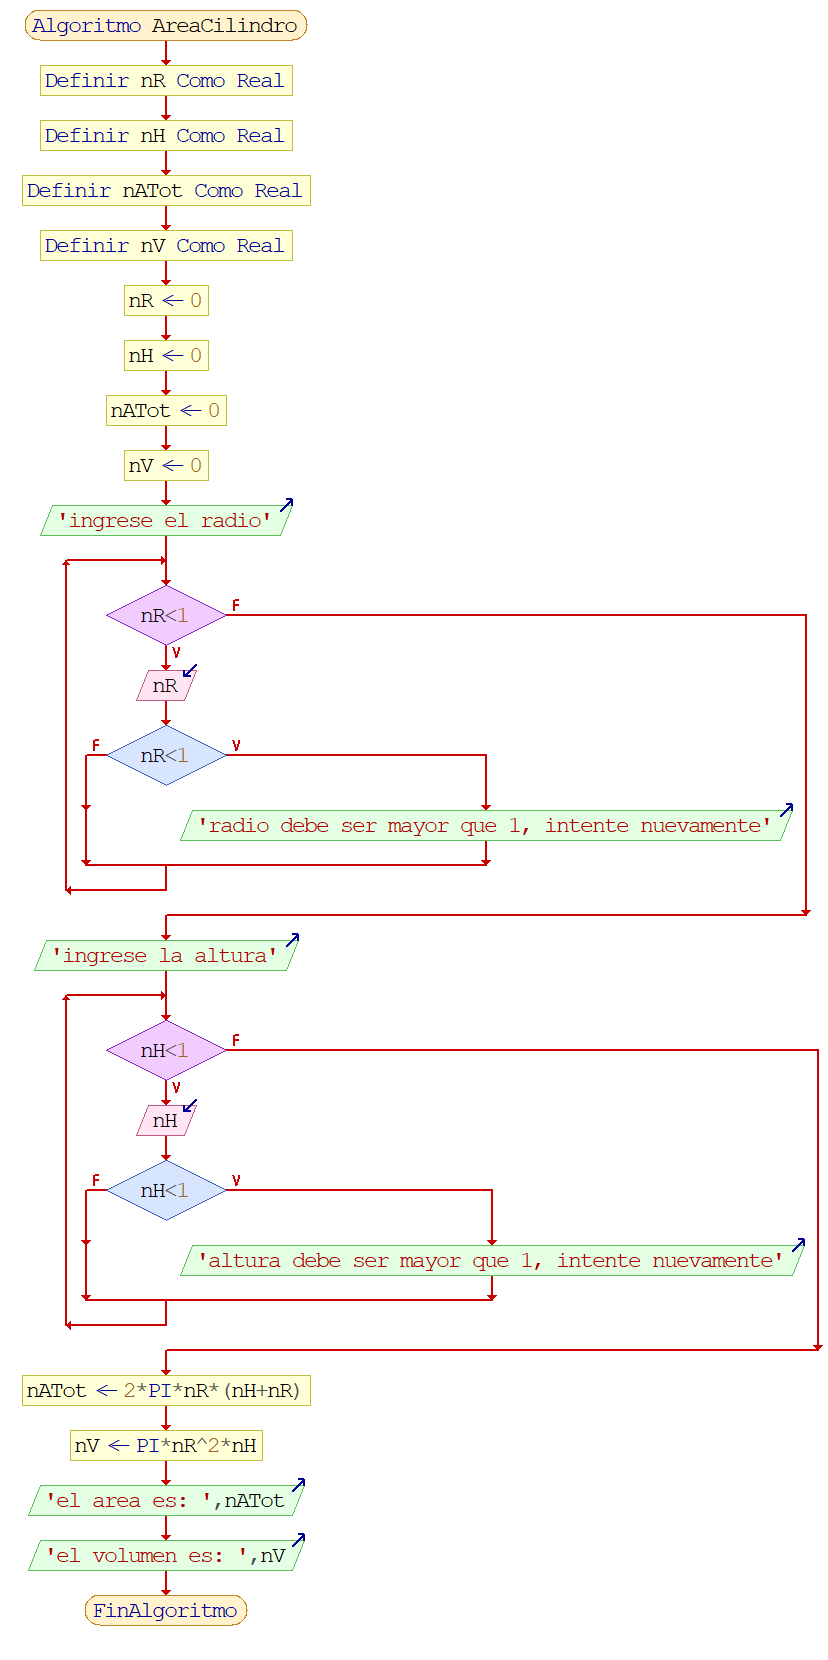 Algoritmo AreaCilindro
Definir nR Como Real
Definir nH Como Real
Definir nATot Como Real
Definir nV Como Real
nR ← 0
nH ← 0
nATot ← 0
nV ← 0
'ingrese el radio'
nR<1
F
V
nR
nR<1
F
V
'radio debe ser mayor que 1, intente nuevamente'
'ingrese la altura'
nH<1
F
V
nH
nH<1
F
V
'altura debe ser mayor que 1, intente nuevamente'
nATot ← 2*PI*nR*(nH+nR)
nV ← PI*nR^2*nH
'el area es: ',nATot
'el volumen es: ',nV
FinAlgoritmo